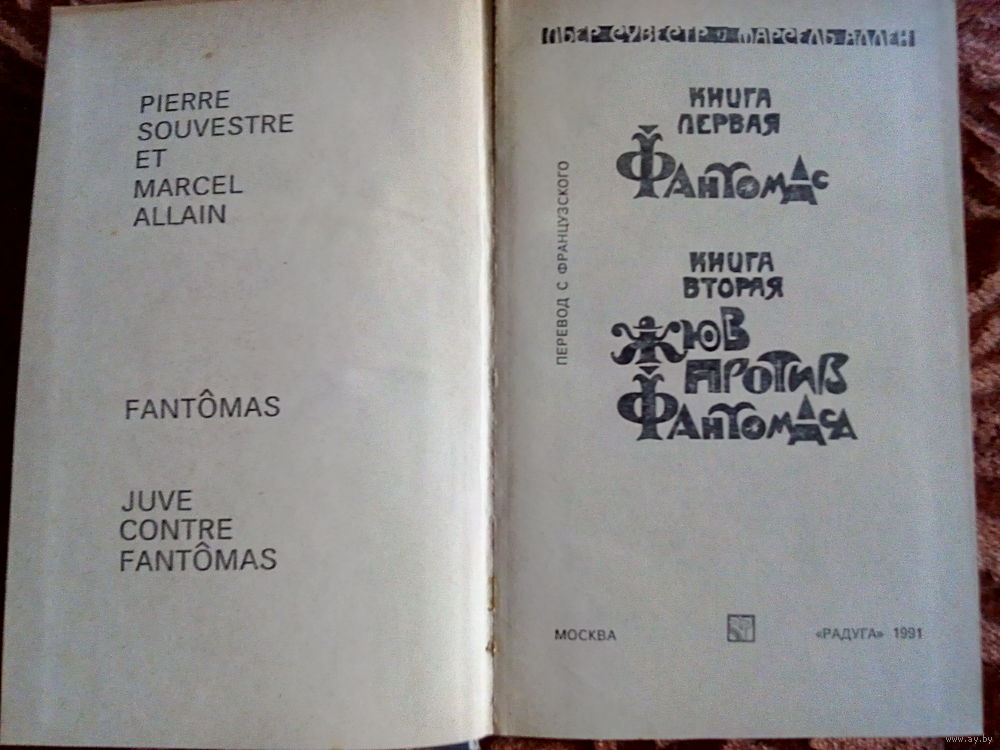 PIERRE
SOUVESTRE
ET
MARCEL
ALLAIN
FANTÔMAS
JUVE
CONTRE
FANTÔMAS
ПЬЕР СУВЕСТР И МАРСЕЛЬ АЛЛЕН
КНИГА
ПЕРВАЯ
ФАНТОМАС
ПЕРЕВОД С ФРАНЦУЗСКОГО
КНИГА
ВТОРАЯ
ЖЮВ
ПРОТИВ
ФАНТОМАСА
МОСКВА
«РАДУГА» 1991
www.ay.by